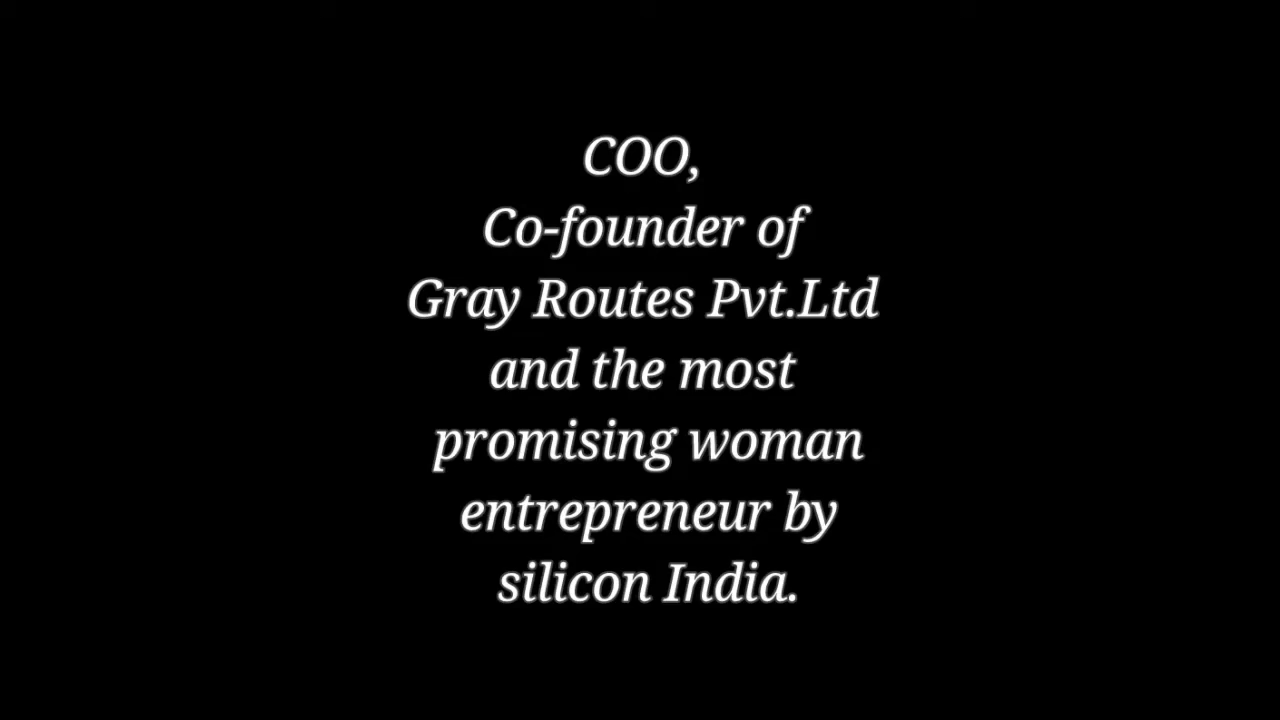 COO,
Co-founder of
Gray Routes Pvt.Ltd
and the most
promising woman
entrepreneur by
silicon India.